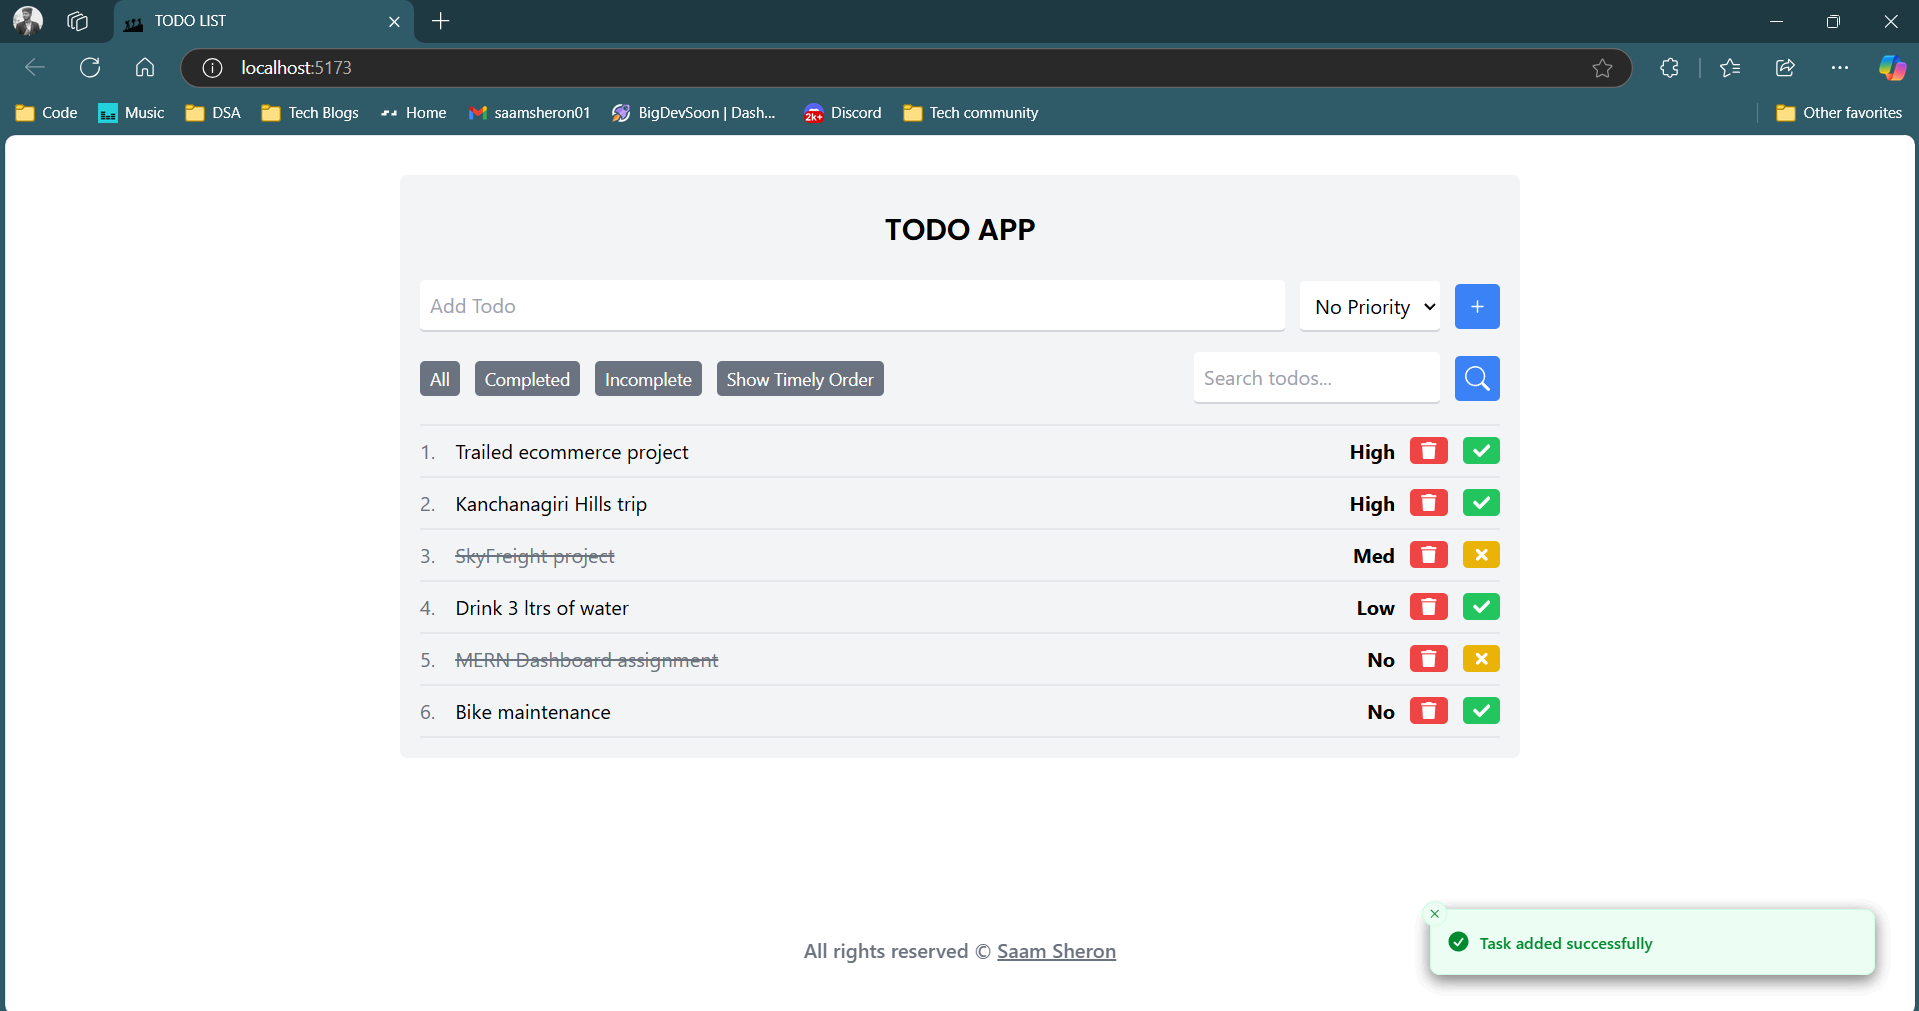 TODO LIST
localhost:5173
Code Music DSA Tech Blogs Home saamsheron01 BigDevSoon | Dash... 2k+ Discord Tech community Other favorites
TODO APP
Add Todo No Priority +
All Completed Incomplete Show Timely Order Search todos...
1. Trailed ecommerce project High
2. Kanchanagiri Hills trip High
3. SkyFreight project Med
4. Drink 3 ltrs of water Low
5. MERN Dashboard assignment No
6. Bike maintenance No
Task added successfully
All rights reserved © Saam Sheron